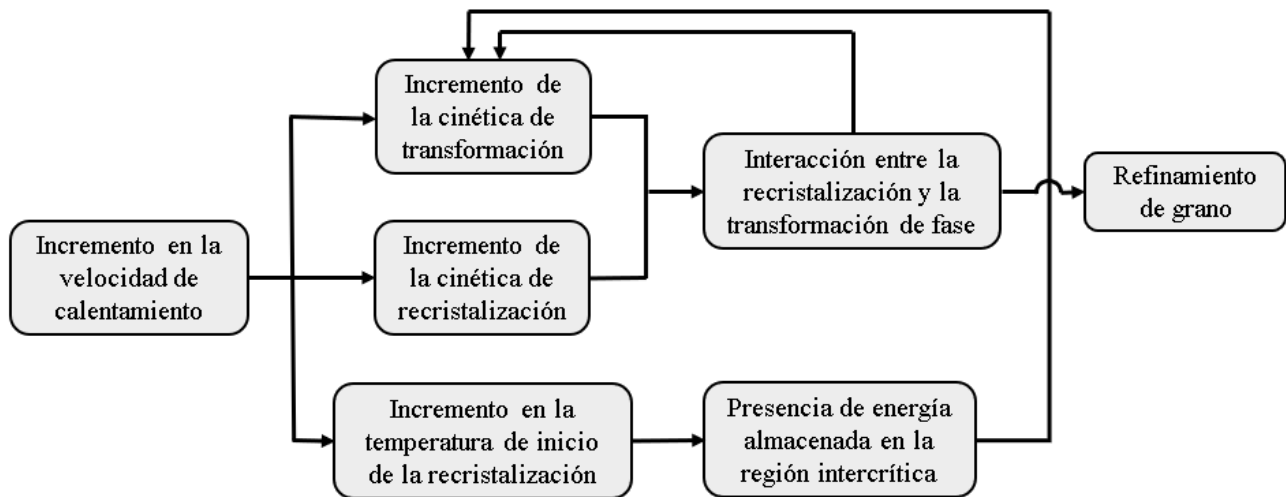 Incremento en la
velocidad de
calentamiento
Incremento de
la cinética de
transformación
Incremento de
la cinética de
recristalización
Incremento en la
temperatura de inicio
de la recristalización
Interacción entre la
recristalización y la
transformación de fase
Presencia de energía
almacenada en la
región intercrítica
Refinamiento
de grano